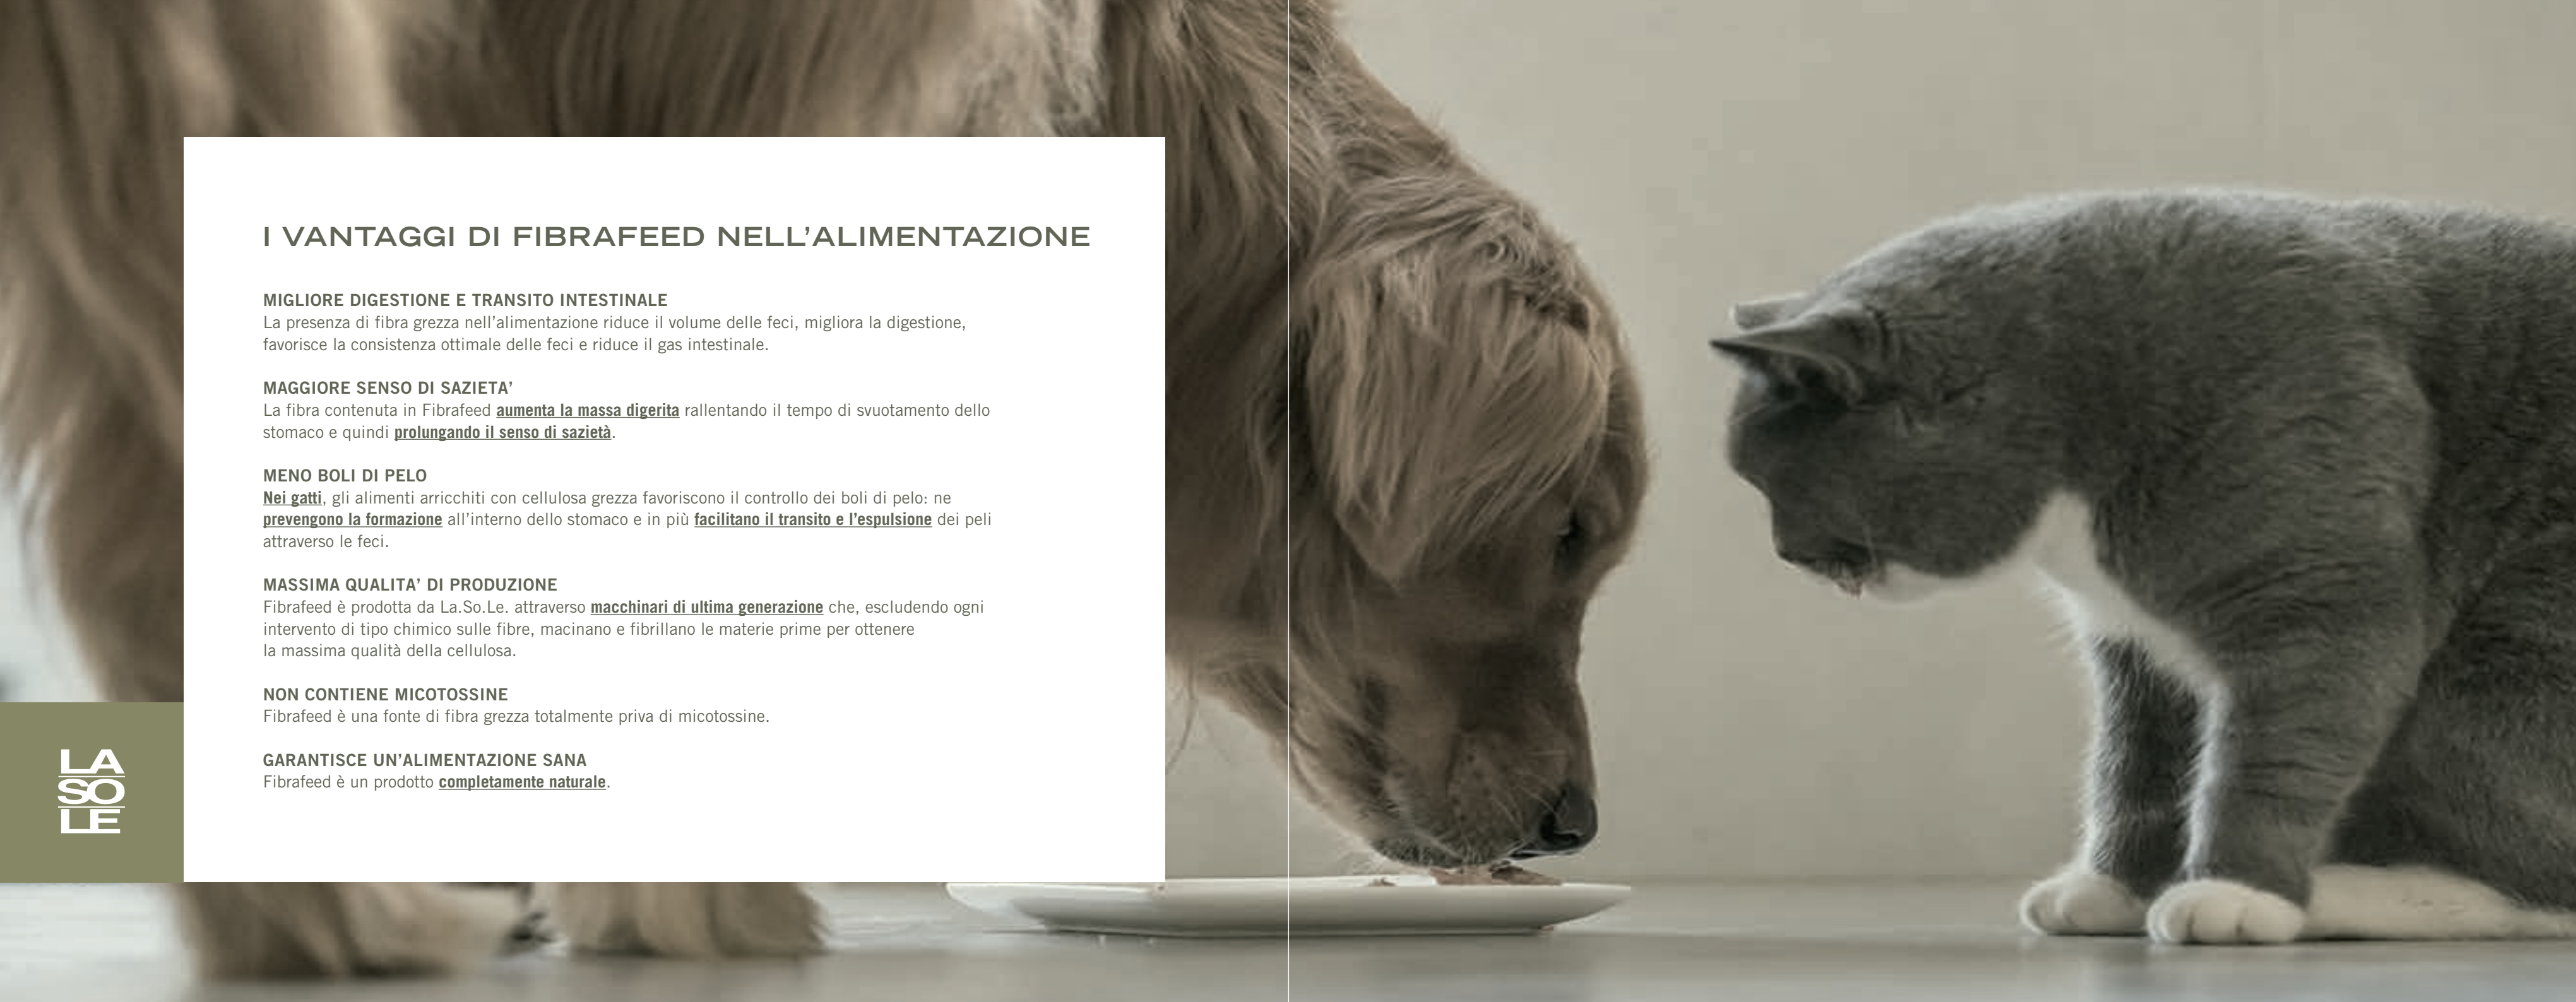 I VANTAGGI DI FIBRAFEED NELL’ALIMENTAZIONE
MIGLIORE DIGESTIONE E TRANSITO INTESTINALE
La presenza di fibra grezza nell’alimentazione riduce il volume delle feci, migliora la digestione,
favorisce la consistenza ottimale delle feci e riduce il gas intestinale.
MAGGIORE SENSO DI SAZIETA’
La fibra contenuta in Fibrafeed aumenta la massa digerita rallentando il tempo di svuotamento dello
stomaco e quindi prolungando il senso di sazietà.
MENO BOLI DI PELO
Nei gatti, gli alimenti arricchiti con cellulosa grezza favoriscono il controllo dei boli di pelo: ne
prevengono la formazione all’interno dello stomaco e in più facilitano il transito e l’espulsione dei peli
attraverso le feci.
MASSIMA QUALITA’ DI PRODUZIONE
Fibrafeed è prodotta da La.So.Le. attraverso macchinari di ultima generazione che, escludendo ogni
intervento di tipo chimico sulle fibre, macinano e fibrillano le materie prime per ottenere
la massima qualità della cellulosa.
NON CONTIENE MICOTOSSINE
Fibrafeed è una fonte di fibra grezza totalmente priva di micotossine.
GARANTISCE UN’ALIMENTAZIONE SANA
Fibrafeed è un prodotto completamente naturale.
LA
SO
LE